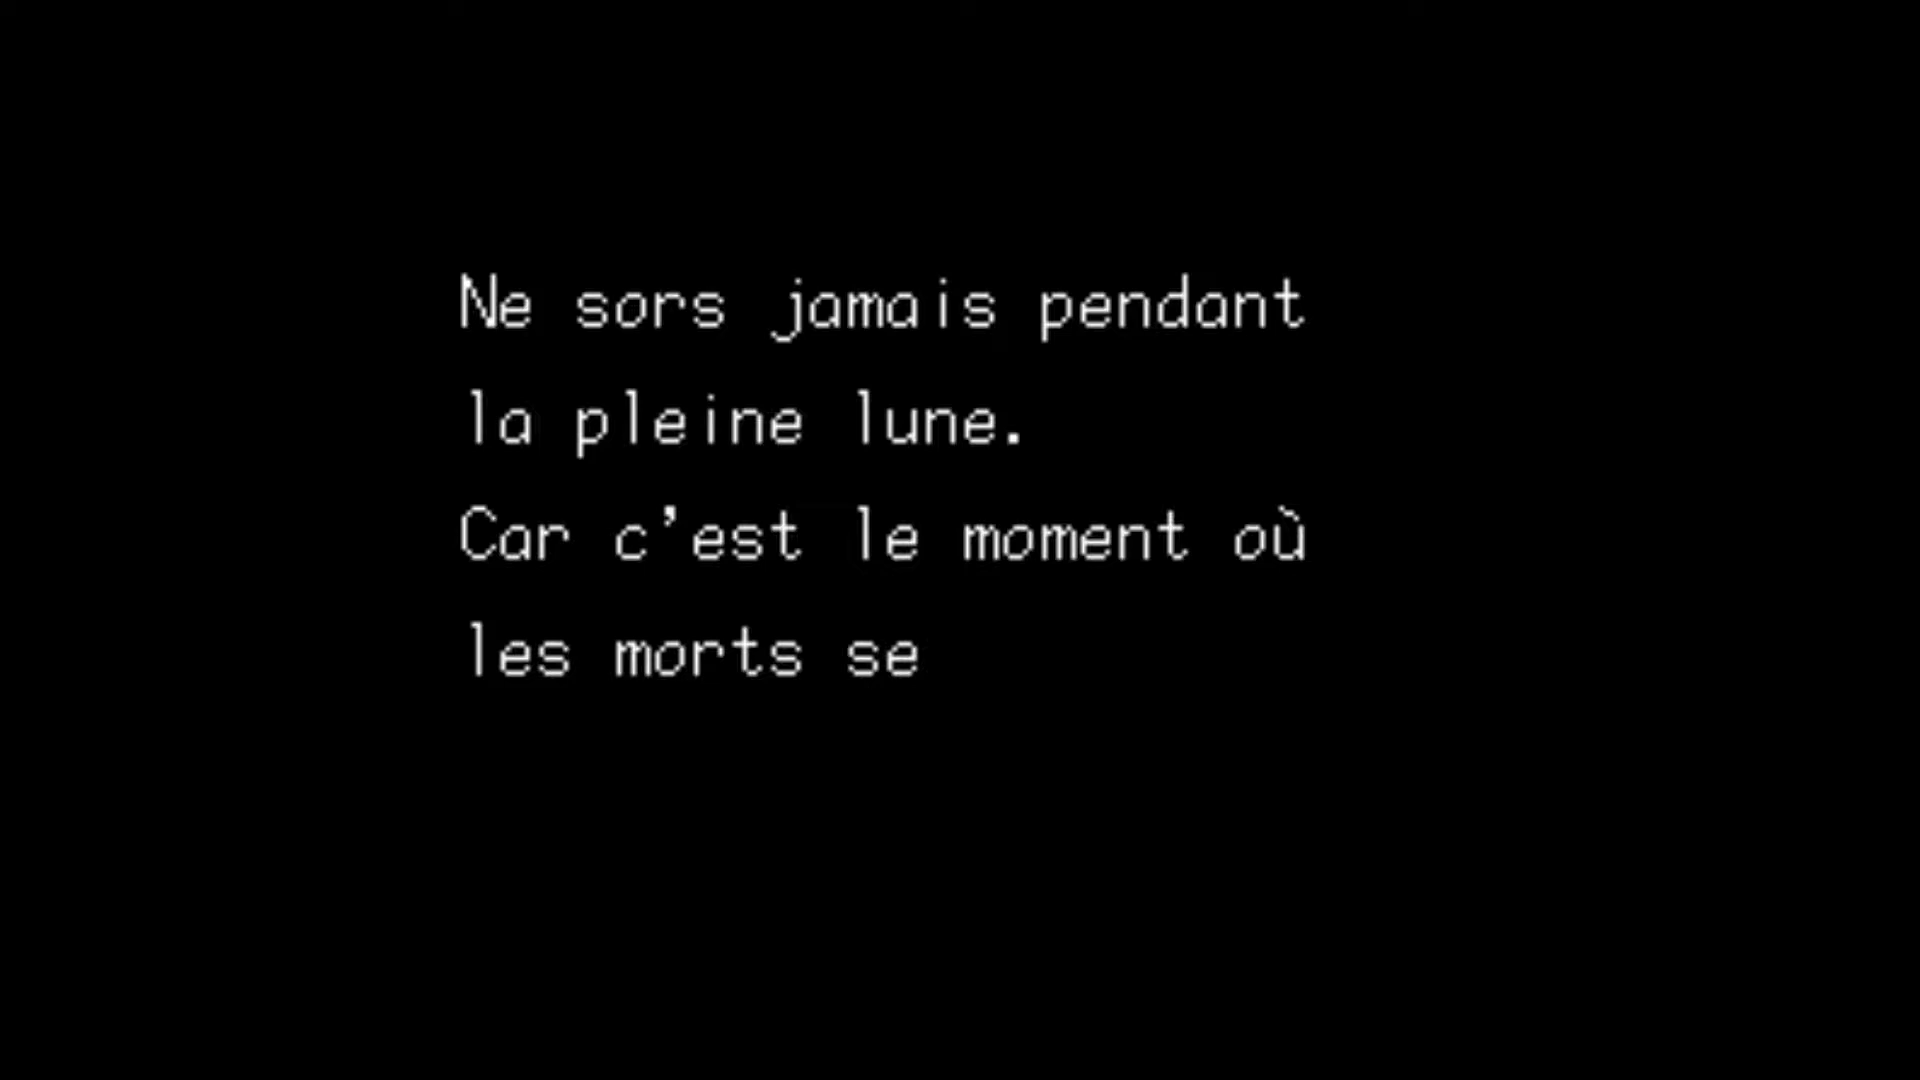 Ne sors jamais pendant
la pleine lune.
Car c'est le moment où
les morts se